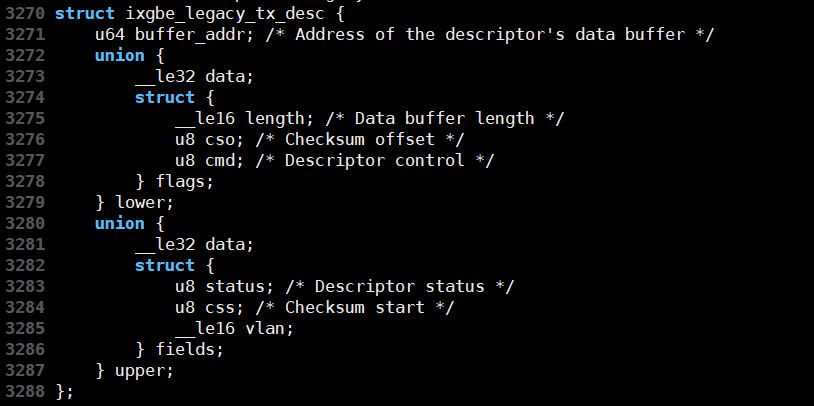 3270 struct ixgbe_legacy_tx_desc {
3271     u64 buffer_addr; /* Address of the descriptor's data buffer */
3272     union {
3273         __le32 data;
3274         struct {
3275             __le16 length; /* Data buffer length */
3276             u8 cso; /* Checksum offset */
3277             u8 cmd; /* Descriptor control */
3278         } flags;
3279     } lower;
3280     union {
3281         __le32 data;
3282         struct {
3283             u8 status; /* Descriptor status */
3284             u8 css; /* Checksum start */
3285             __le16 vlan;
3286         } fields;
3287     } upper;
3288 };